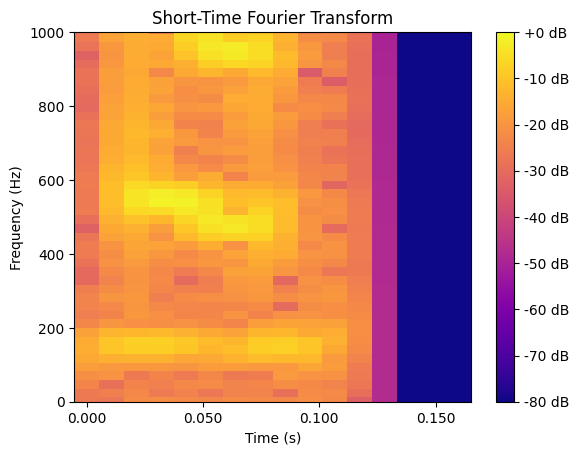 Short-Time Fourier Transform
Frequency (Hz)
1000
800
600
400
200
0
0.000
0.050
0.100
0.150
Time (s)
+0 dB
-10 dB
-20 dB
-30 dB
-40 dB
-50 dB
-60 dB
-70 dB
-80 dB